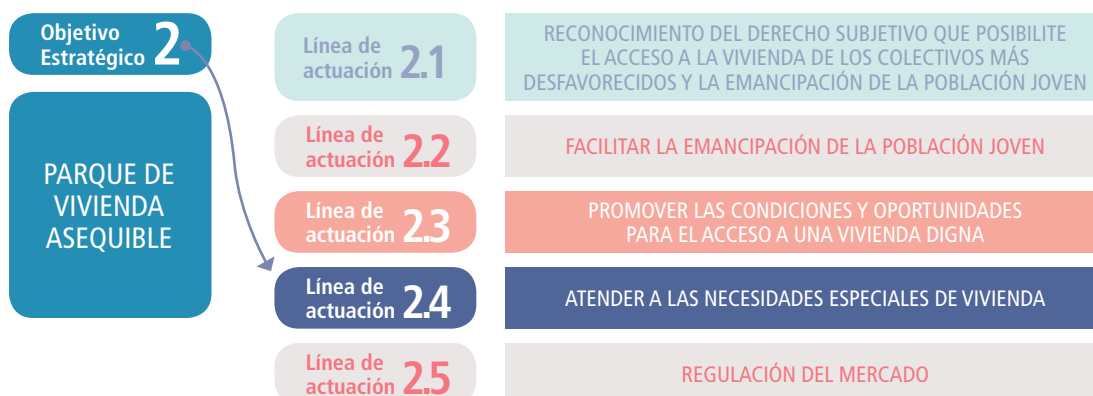 Objetivo
Estratégico 2
PARQUE DE
VIVIENDA
ASEQUIBLE
Línea de
actuación 2.1
RECONOCIMIENTO DEL DERECHO SUBJETIVO QUE POSIBILITE
EL ACCESO A LA VIVIENDA DE LOS COLECTIVOS MÁS
DESFAVORECIDOS Y LA EMANCIPACIÓN DE LA POBLACIÓN JOVEN
Línea de
actuación 2.2
FACILITAR LA EMANCIPACIÓN DE LA POBLACIÓN JOVEN
Línea de
actuación 2.3
PROMOVER LAS CONDICIONES Y OPORTUNIDADES
PARA EL ACCESO A UNA VIVIENDA DIGNA
Línea de
actuación 2.4
ATENDER A LAS NECESIDADES ESPECIALES DE VIVIENDA
Línea de
actuación 2.5
REGULACIÓN DEL MERCADO